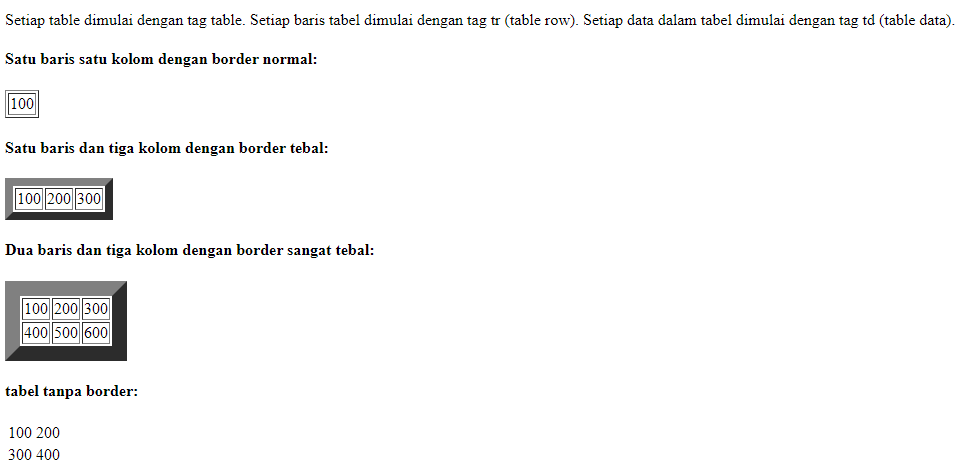 Setiap table dimulai dengan tag table. Setiap baris tabel dimulai dengan tag tr (table row). Setiap data dalam tabel dimulai dengan tag td (table data).
Satu baris satu kolom dengan border normal:
100
Satu baris dan tiga kolom dengan border tebal:
100 200 300
Dua baris dan tiga kolom dengan border sangat tebal:
100 200 300
400 500 600
tabel tanpa border:
100 200
300 400